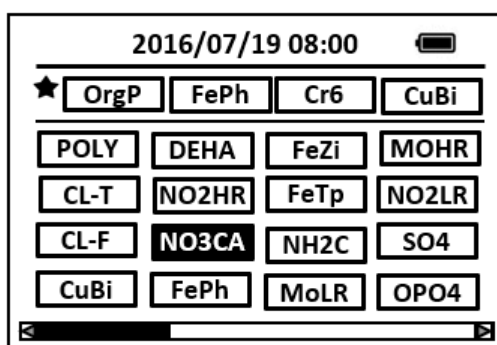 2016/07/19 08:00
OrgP FePh Cr6 CuBi
POLY DEHA FeZi MOHR
CL-T NO2HR FeTp NO2LR
CL-F NO3CA NH2C SO4
CuBi FePh MoLR OPO4